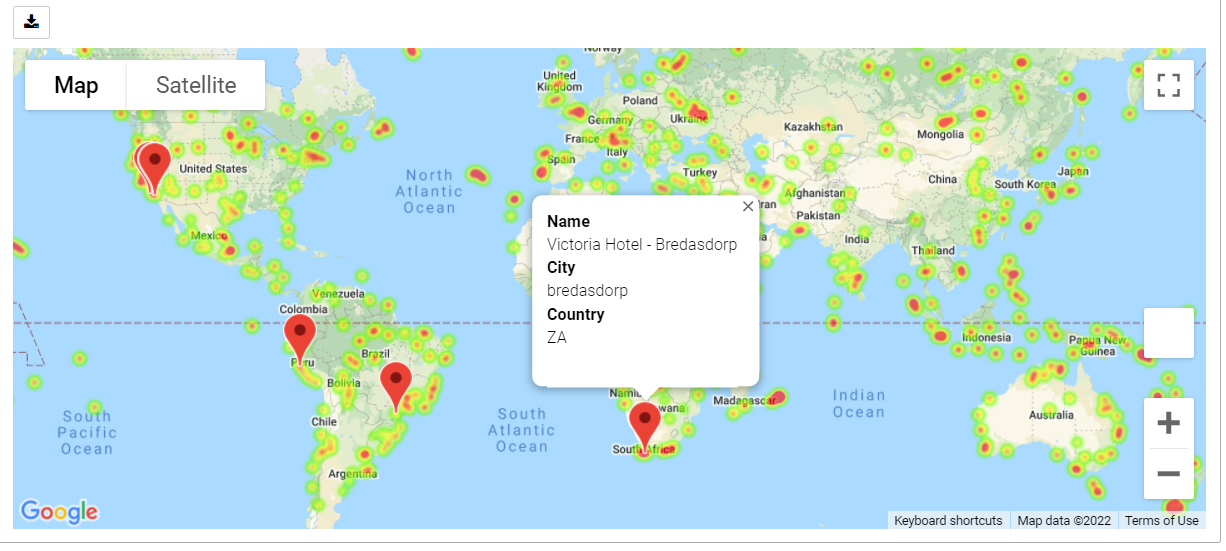 Map
Satellite
Norway
United
Kingdom
Poland
Germany
Ukraine
France
Italy
Spain
Turkey
Kazakhstan
Mongolia
China
South Korea
Japan
Afghanistan
Pakistan
India
Thailand
United States
Mexico
North
Atlantic
Ocean
Name
Victoria Hotel - Bredasdorp
City
bredasdorp
Country
ZA
Venezuela
Colombia
Peru
Brazil
Bolivia
Chile
Argentina
South
Pacific
Ocean
South
Atlantic
Ocean
Madagascar
South Africa
Indian
Ocean
Indonesia
Papua New
Guinea
Australia
Google
Keyboard shortcuts
Map data ©2022
Terms of Use